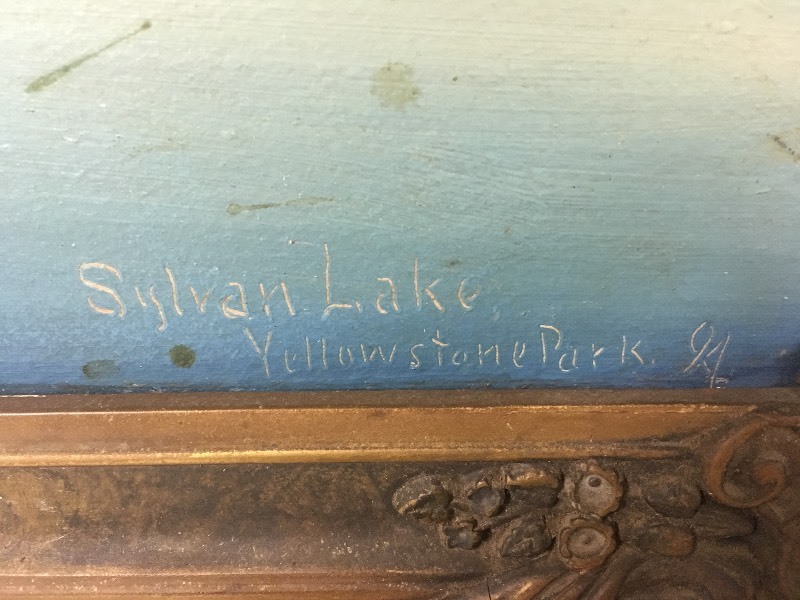 Sylvan Lake
Yellowstone Park.